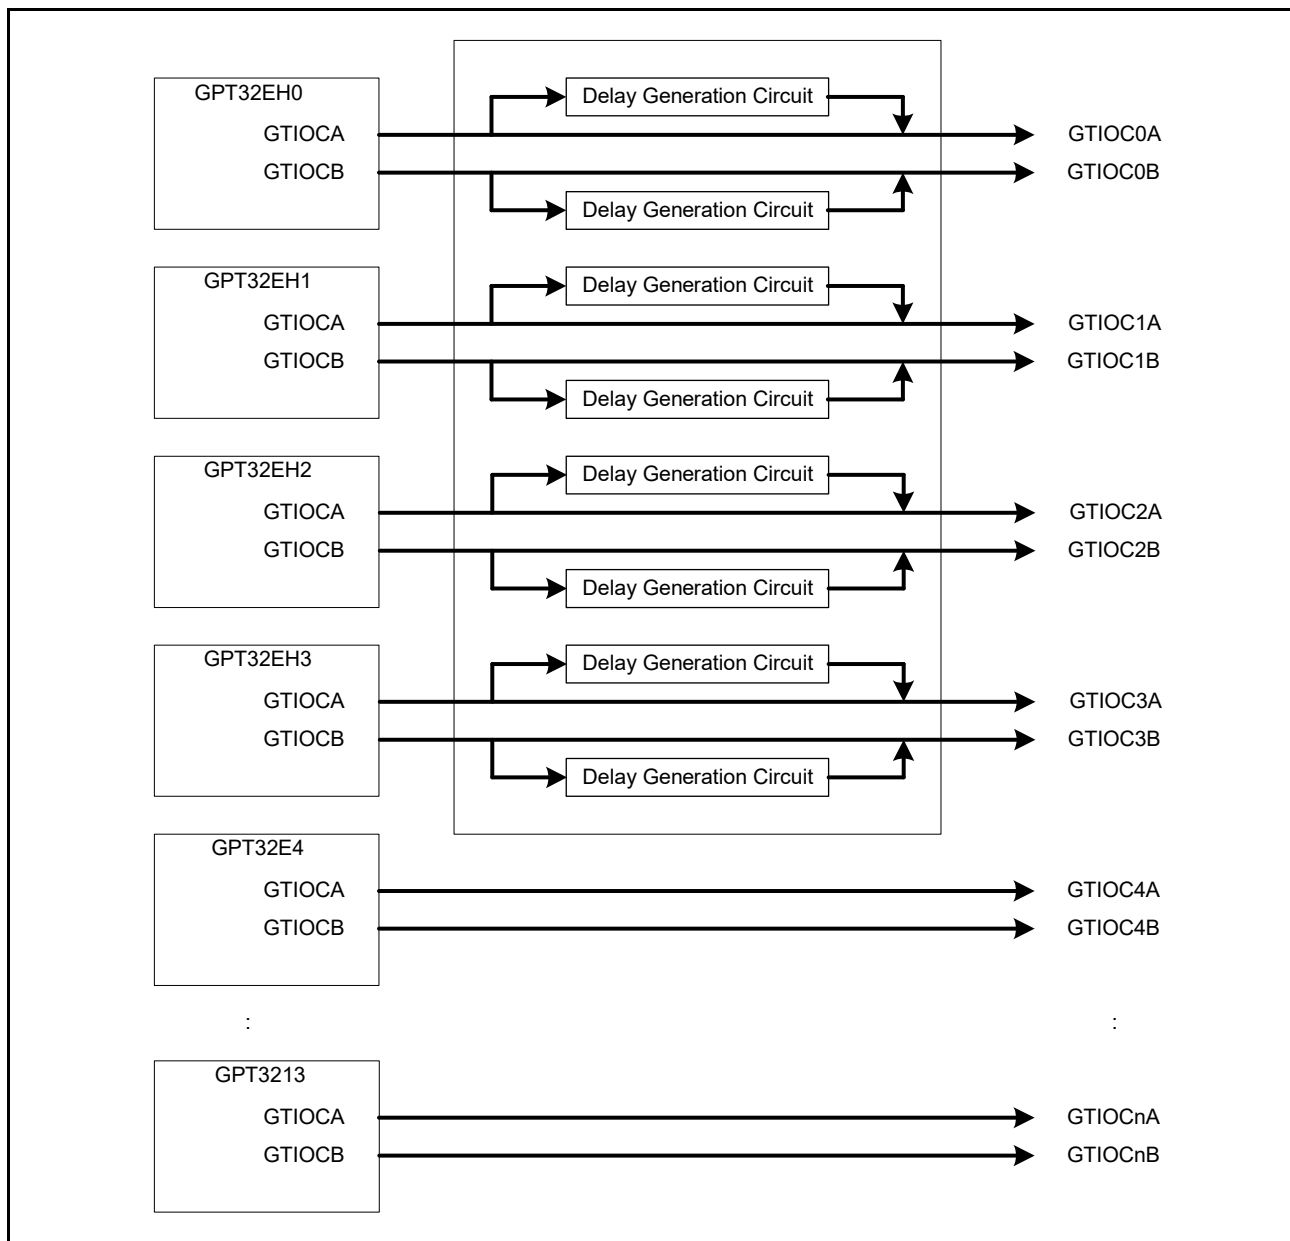 GPT32EH0
Delay Generation Circuit
GTIOCA
GTIOC0A
GTIOCB
GTIOC0B
Delay Generation Circuit
GPT32EH1
Delay Generation Circuit
GTIOCA
GTIOC1A
GTIOCB
GTIOC1B
Delay Generation Circuit
GPT32EH2
Delay Generation Circuit
GTIOCA
GTIOC2A
GTIOCB
GTIOC2B
Delay Generation Circuit
GPT32EH3
Delay Generation Circuit
GTIOCA
GTIOC3A
GTIOCB
GTIOC3B
Delay Generation Circuit
GPT32E4
GTIOCA
GTIOC4A
GTIOCB
GTIOC4B
:
:
GPT3213
GTIOCA
GTIOCnA
GTIOCB
GTIOCnB